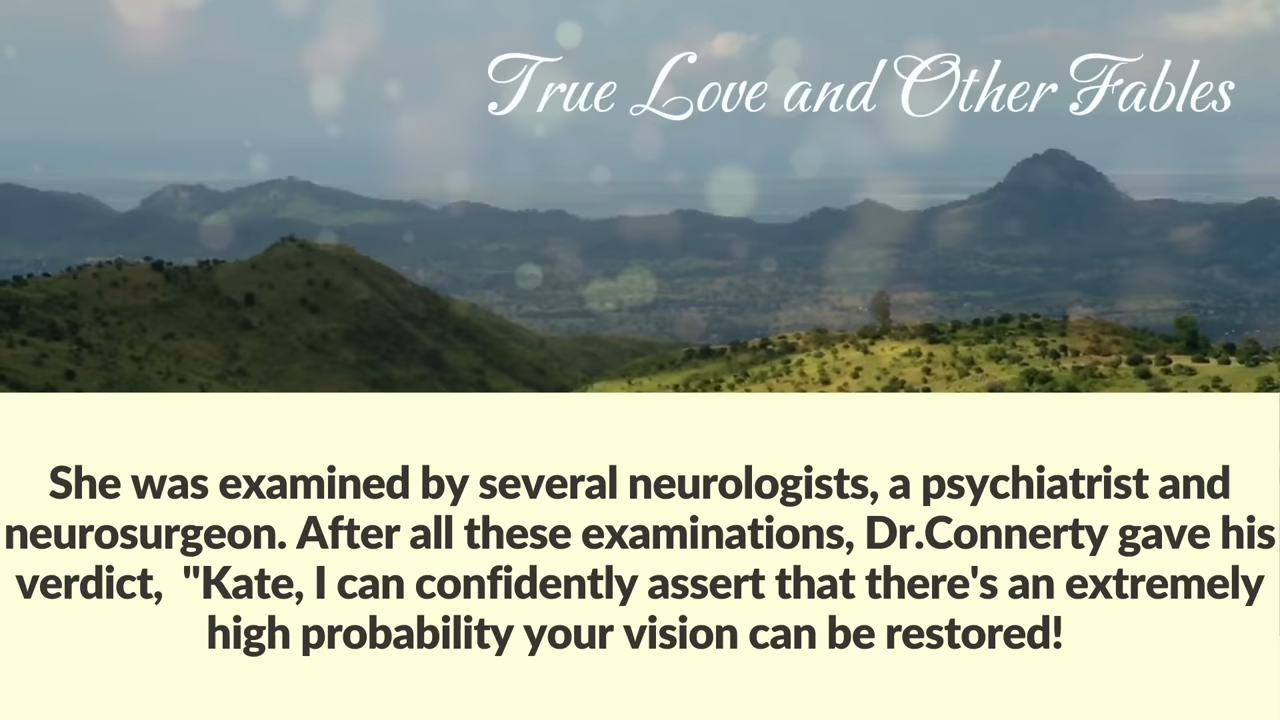 True Love and Other Fables
She was examined by several neurologists, a psychiatrist and
neurosurgeon. After all these examinations, Dr.Connerty gave his
verdict,  "Kate, I can confidently assert that there's an extremely
high probability your vision can be restored!